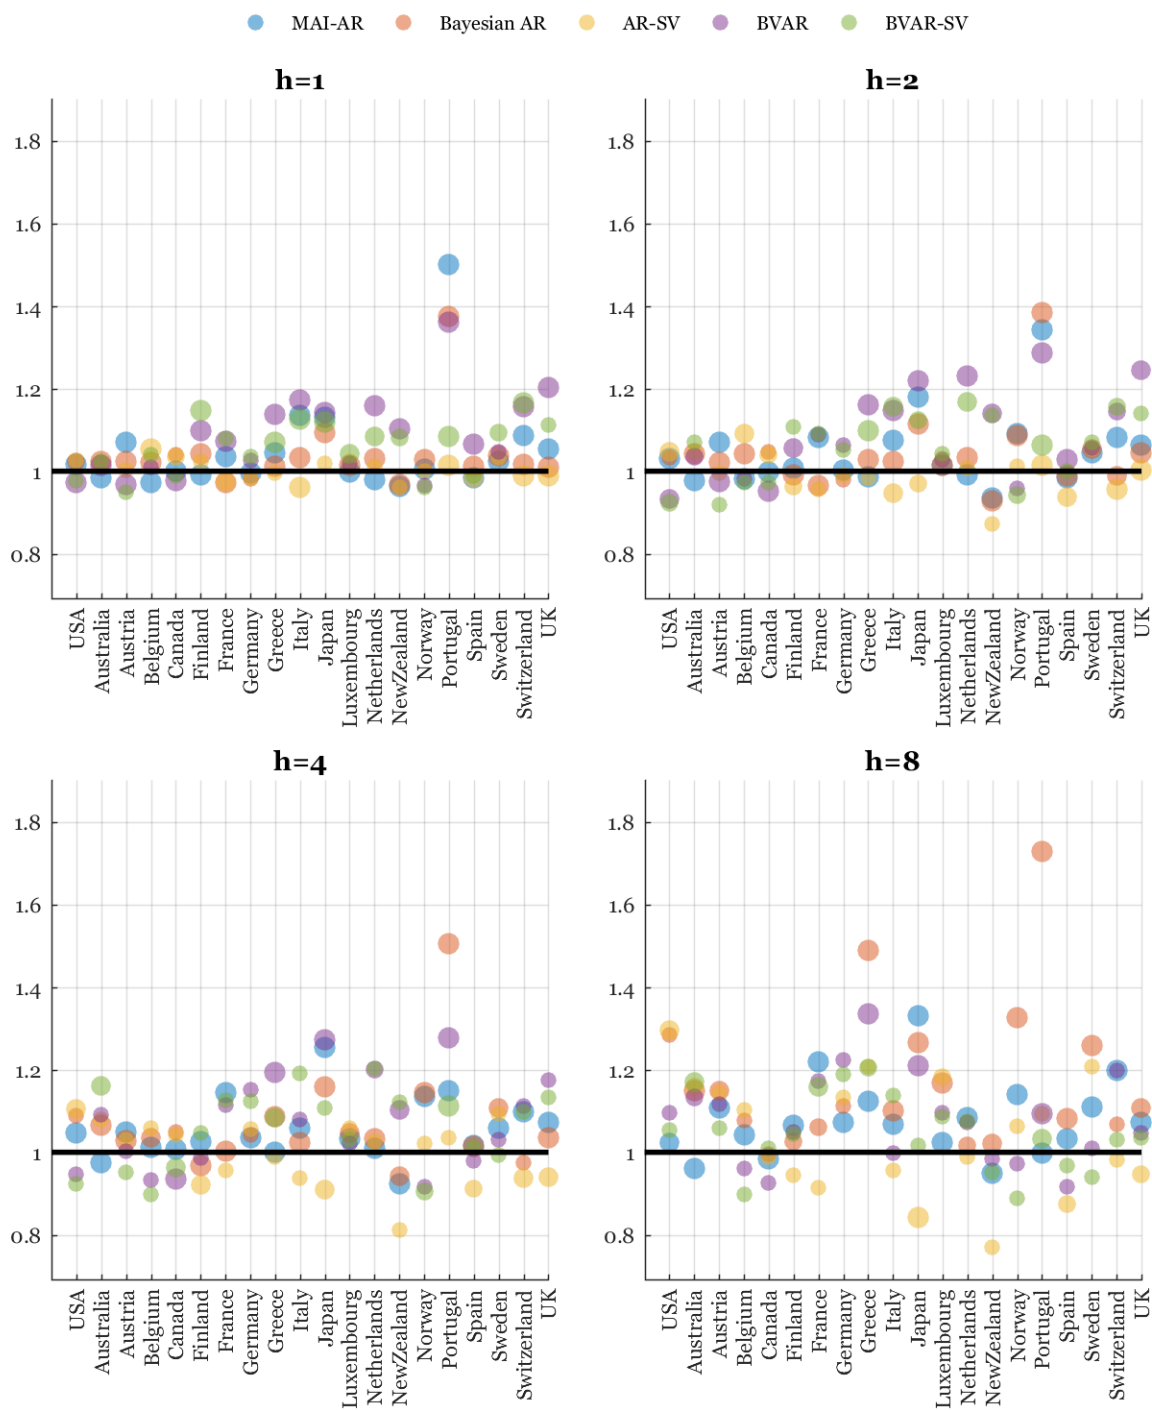 MAI-AR Bayesian AR AR-SV BVAR BVAR-SV
h=1
1.8
1.6
1.4
1.2
1
0.8
USA
Australia
Austria
Belgium
Canada
Finland
France
Germany
Greece
Italy
Japan
Luxembourg
Netherlands
NewZealand
Norway
Portugal
Spain
Sweden
Switzerland
UK
h=2
1.8
1.6
1.4
1.2
1
0.8
USA
Australia
Austria
Belgium
Canada
Finland
France
Germany
Greece
Italy
Japan
Luxembourg
Netherlands
NewZealand
Norway
Portugal
Spain
Sweden
Switzerland
UK
h=4
1.8
1.6
1.4
1.2
1
0.8
USA
Australia
Austria
Belgium
Canada
Finland
France
Germany
Greece
Italy
Japan
Luxembourg
Netherlands
NewZealand
Norway
Portugal
Spain
Sweden
Switzerland
UK
h=8
1.8
1.6
1.4
1.2
1
0.8
USA
Australia
Austria
Belgium
Canada
Finland
France
Germany
Greece
Italy
Japan
Luxembourg
Netherlands
NewZealand
Norway
Portugal
Spain
Sweden
Switzerland
UK